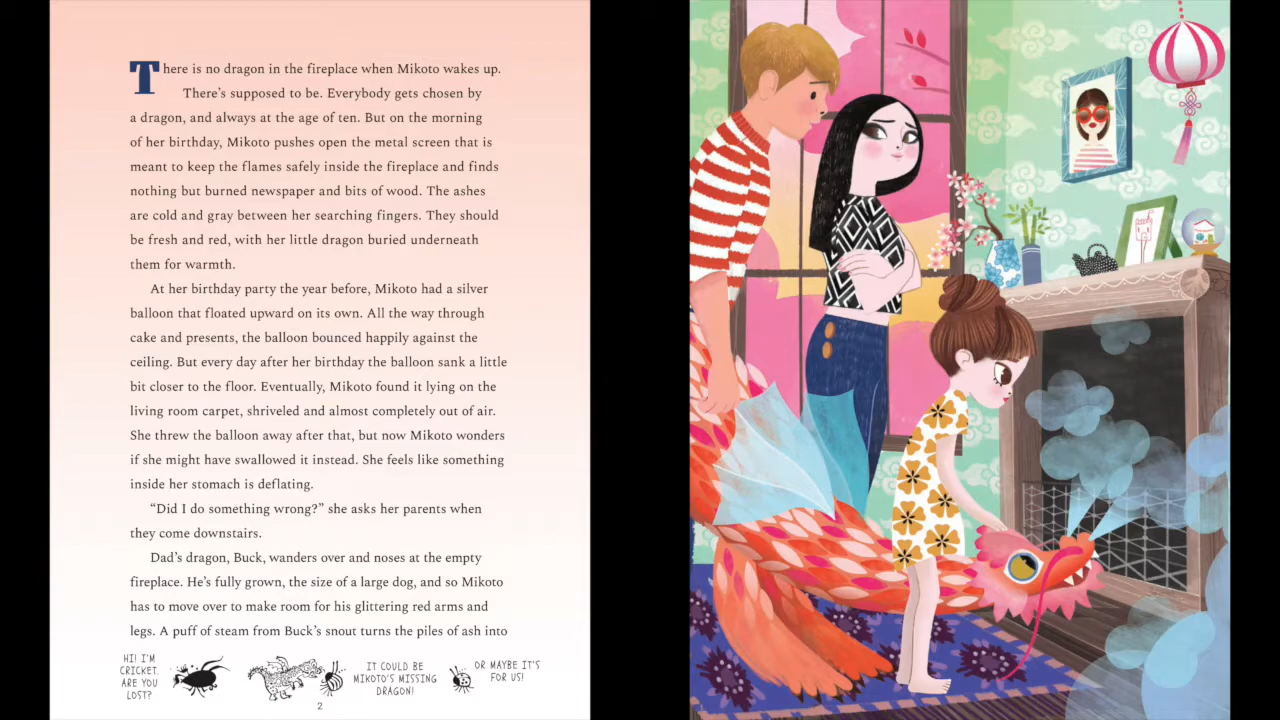 There is no dragon in the fireplace when Mikoto wakes up.
There’s supposed to be. Everybody gets chosen by
a dragon, and always at the age of ten. But on the morning
of her birthday, Mikoto pushes open the metal screen that is
meant to keep the flames safely inside the fireplace and finds
nothing but burned newspaper and bits of wood. The ashes
are cold and gray between her searching fingers. They should
be fresh and red, with her little dragon buried underneath
them for warmth.
At her birthday party the year before, Mikoto had a silver
balloon that floated upward on its own. All the way through
cake and presents, the balloon bounced happily against the
ceiling. But every day after her birthday the balloon sank a little
bit closer to the floor. Eventually, Mikoto found it lying on the
living room carpet, shriveled and almost completely out of air.
She threw the balloon away after that, but now Mikoto wonders
if she might have swallowed it instead. She feels like something
inside her stomach is deflating.
“Did I do something wrong?” she asks her parents when
they come downstairs.
Dad’s dragon, Buck, wanders over and noses at the empty
fireplace. He’s fully grown, the size of a large dog, and so Mikoto
has to move over to make room for his glittering red arms and
legs. A puff of steam from Buck’s snout turns the piles of ash into
HI! I'M
CRICKET.
ARE YOU
LOST?
IT COULD BE
MIKOTO'S MISSING
DRAGON!
OR MAYBE IT'S
FOR US!
2